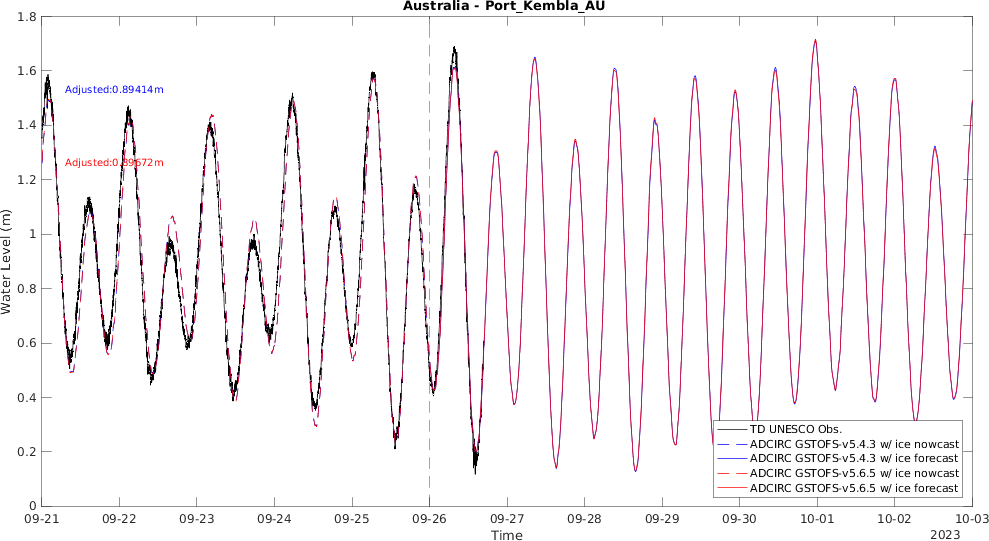 Australia - Port_Kembla_AU
Water Level (m)
1.8
1.6
1.4
1.2
1
0.8
0.6
0.4
0.2
0
Adjusted:0.89414m
Adjusted:0.89672m
TD UNESCO Obs.
ADCIRC GSTOFS-v5.4.3 w/ ice nowcast
ADCIRC GSTOFS-v5.4.3 w/ ice forecast
ADCIRC GSTOFS-v5.6.5 w/ ice nowcast
ADCIRC GSTOFS-v5.6.5 w/ ice forecast
09-21 09-22 09-23 09-24 09-25 09-26 09-27 09-28 09-29 09-30 10-01 10-02 10-03
Time
2023